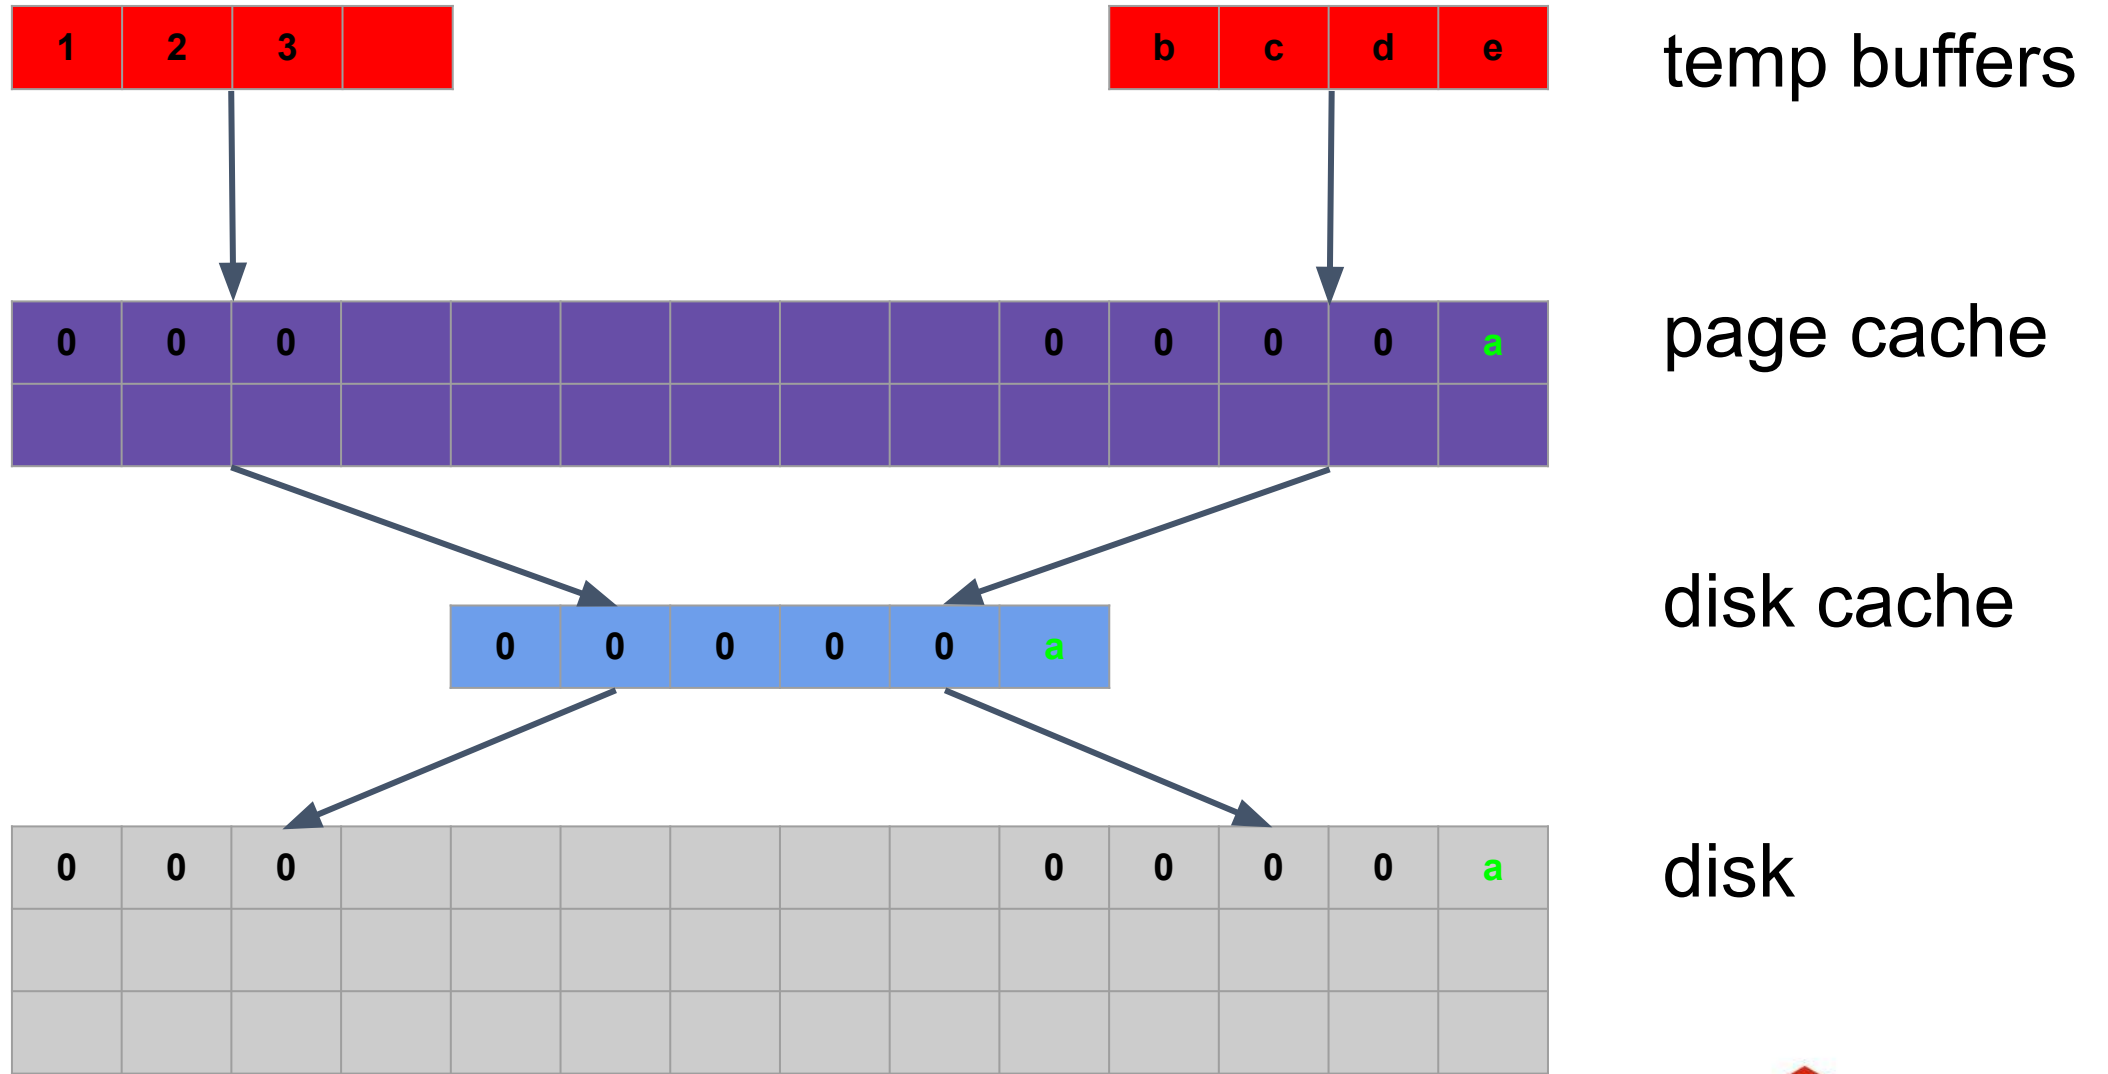 1 2 3 b c d e temp buffers
0 0 0 0 0 0 0 a page cache
0 0 0 0 0 a disk cache
0 0 0 0 0 0 0 a disk